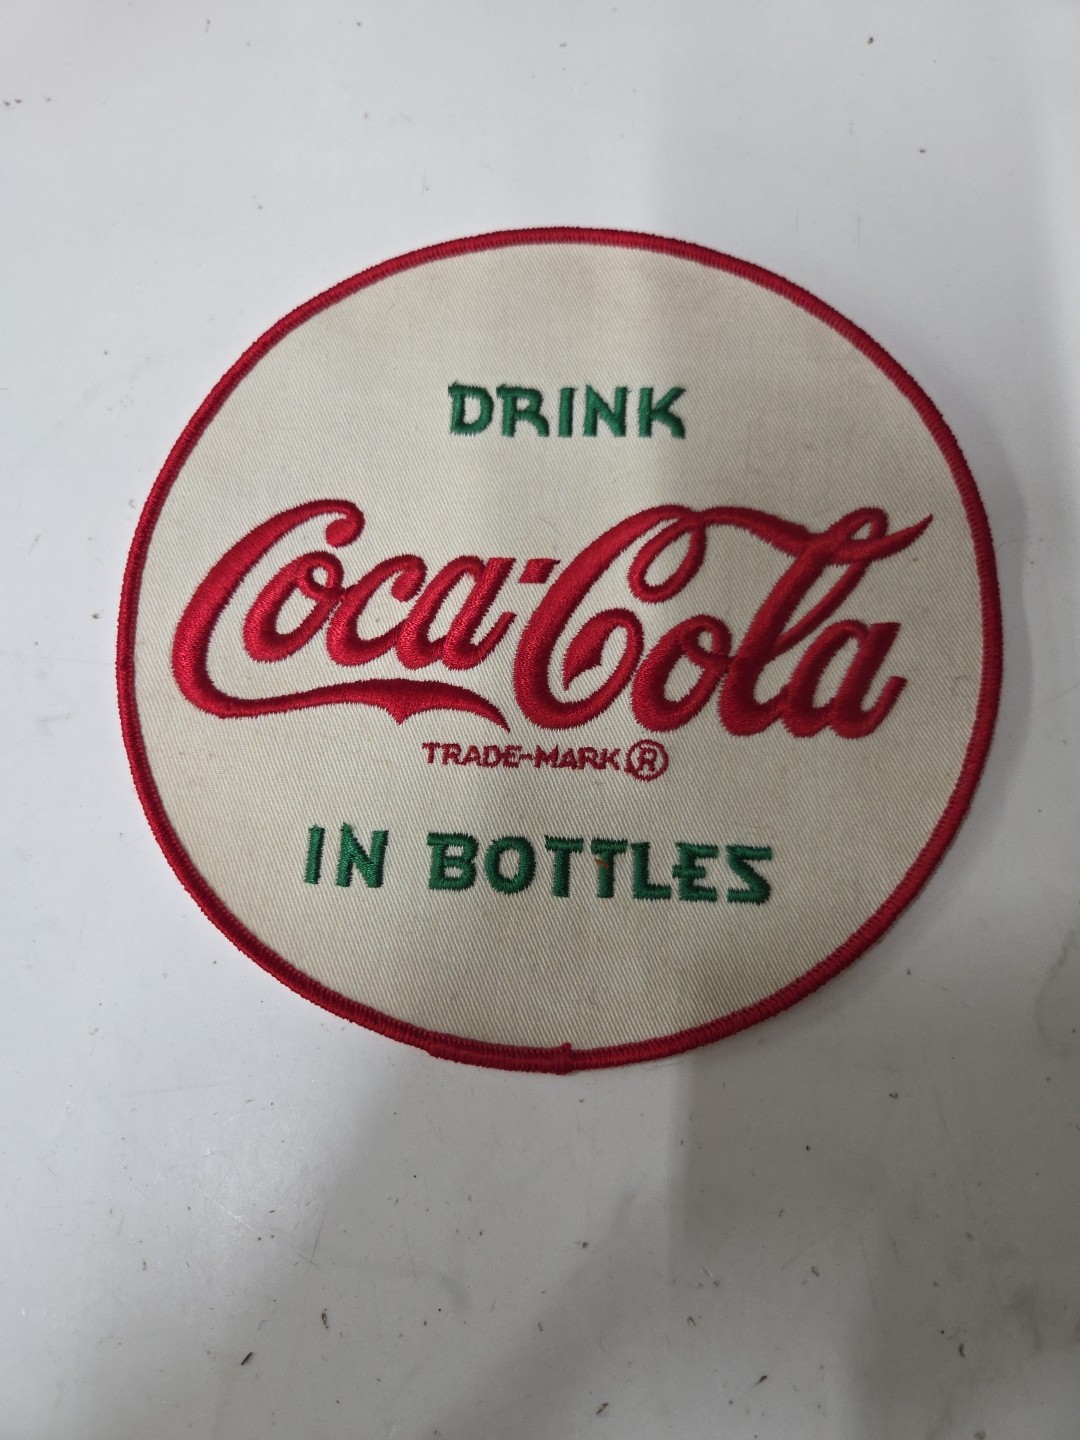 DRINK
Coca-Cola
TRADE-MARK ®
IN BOTTLES